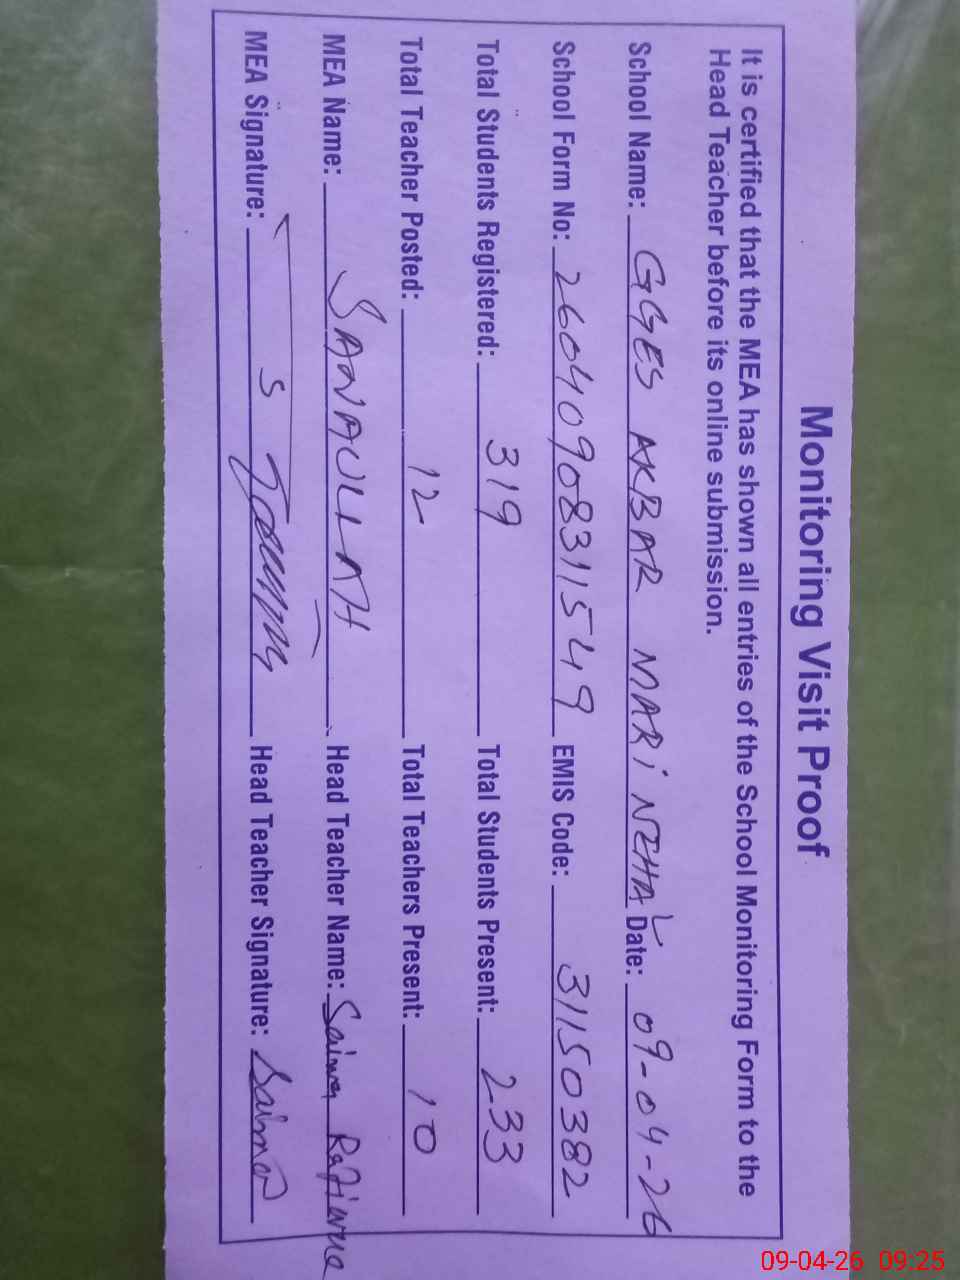 Monitoring Visit Proof
It is certified that the MEA has shown all entries of the School Monitoring Form to the
Head Teacher before its online submission.
School Name: GGES AKBAR MARI NZHAL Date: 09-04-26
School Form No: 26040908311549 EMIS Code: 31150382
Total Students Registered: 319 Total Students Present: 233
Total Teacher Posted: 12 Total Teachers Present: 10
MEA Name: SANAULLAH Head Teacher Name: Saima
MEA Signature: Head Teacher Signature: Saima
09-04-26 09:25